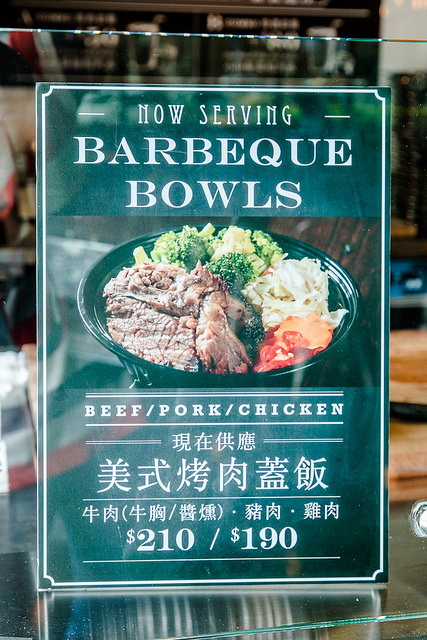 NOW SERVING
BARBEQUE
BOWLS
BEEF/PORK/CHICKEN
現在供應
美式烤肉蓋飯
牛肉(牛胸/醬燻)·豬肉·雞肉
$210 / $190